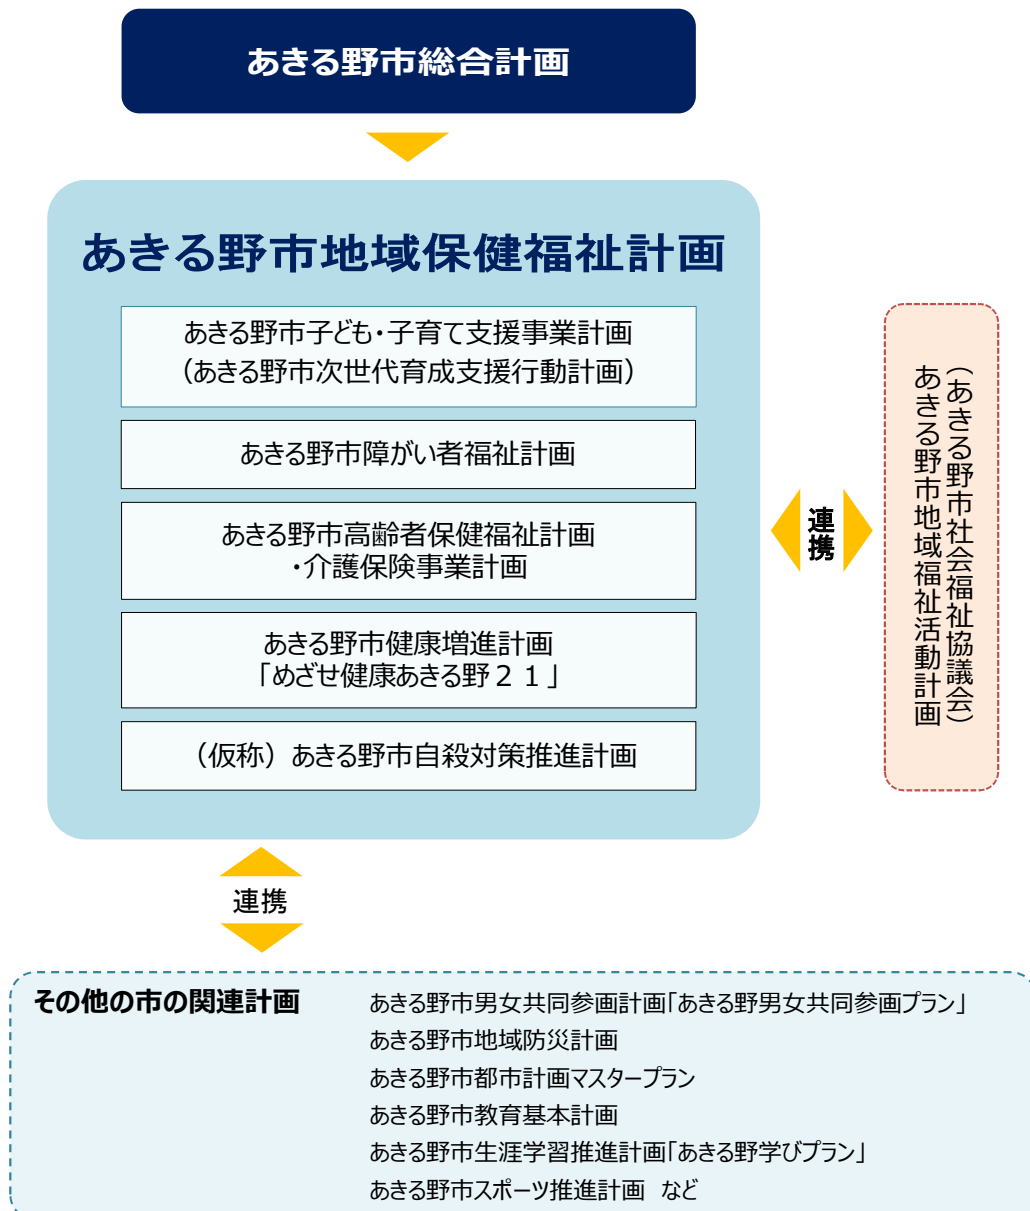 あきる野市総合計画
あきる野市地域保健福祉計画
あきる野市子ども・子育て支援事業計画
（あきる野市次世代育成支援行動計画）
あきる野市障がい者福祉計画
あきる野市高齢者保健福祉計画
・介護保険事業計画
あきる野市健康増進計画
「めざせ健康あきる野２１」
（仮称）あきる野市自殺対策推進計画
連携
（あきる野市社会福祉協議会）
あきる野市地域福祉活動計画
連携
その他の市の関連計画
あきる野市男女共同参画計画「あきる野男女共同参画プラン」
あきる野市地域防災計画
あきる野市都市計画マスタープラン
あきる野市教育基本計画
あきる野市生涯学習推進計画「あきる野学びプラン」
あきる野市スポーツ推進計画　など